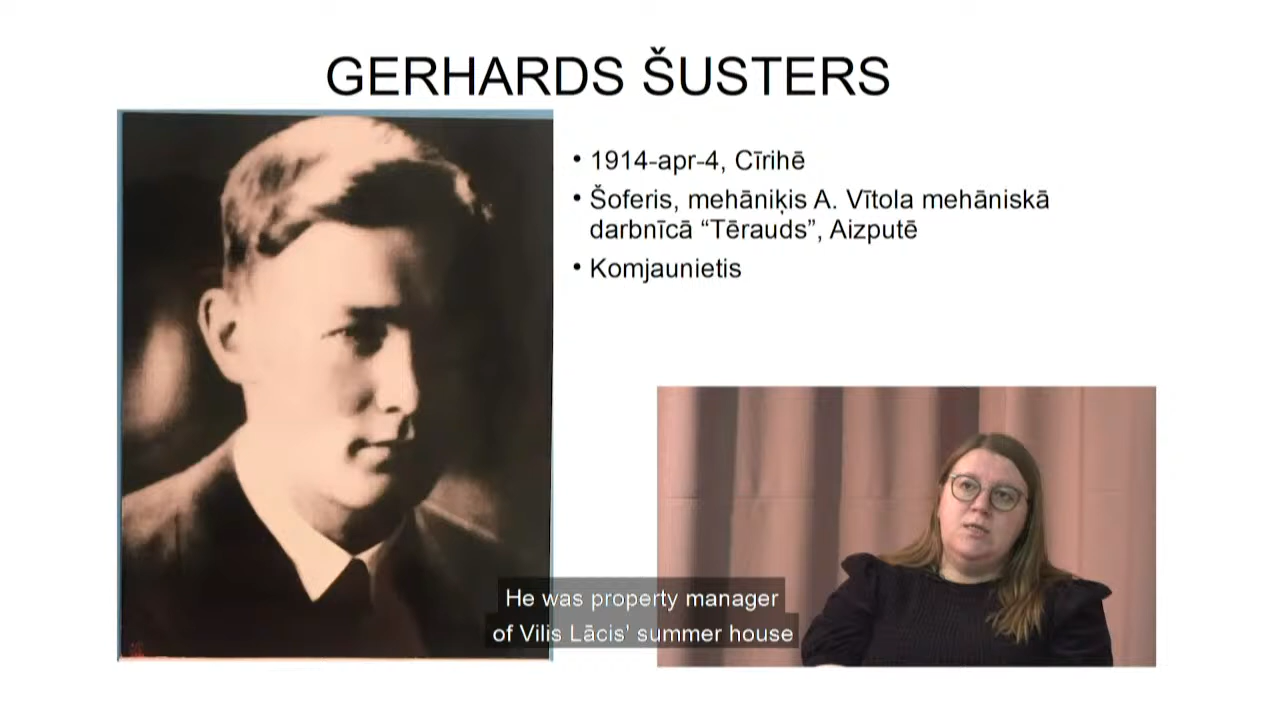 GERHARDS ŠUSTERS
• 1914-apr-4, Cīrihē
• Šoferis, mehāniķis A. Vītola mehāniskā
darbnīcā “Tērauds”, Aizputē
• Komjaunietis
He was property manager
of Vilis Lācis' summer house